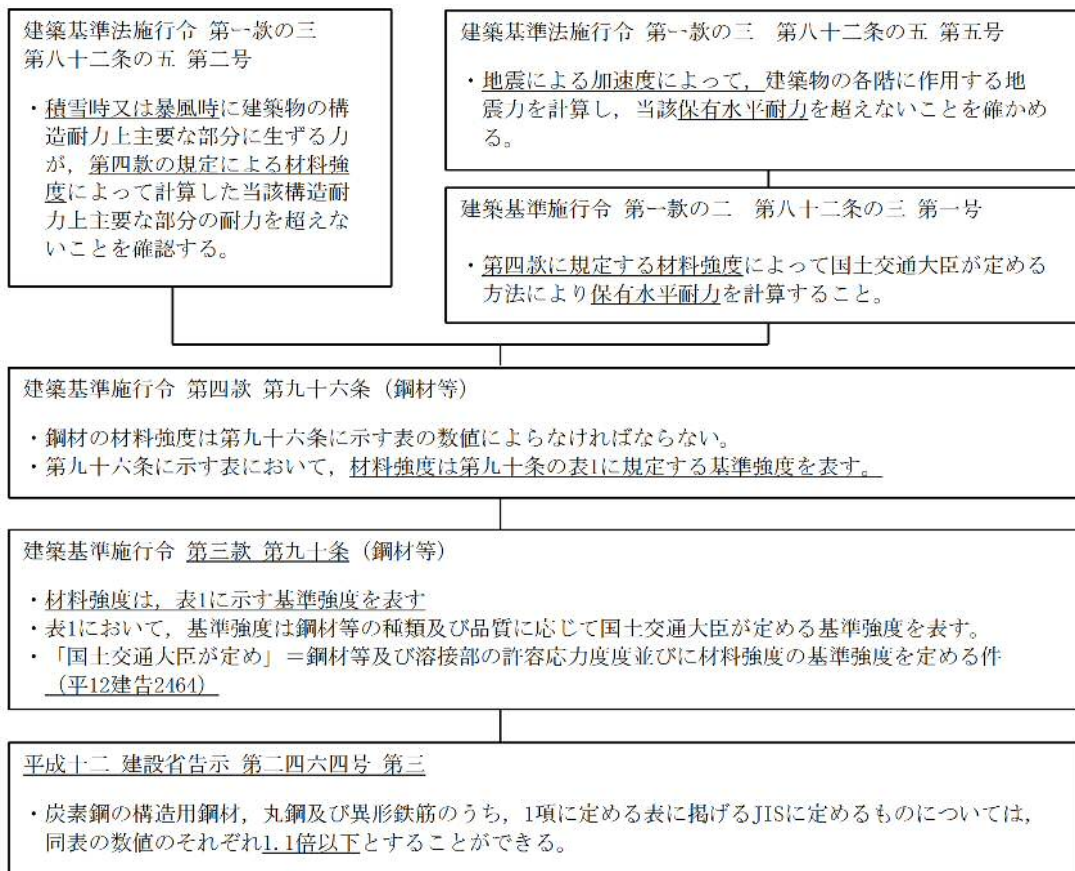 建築基準法施行令 第一款の三
第八十二条の五 第二号
・積雪時又は暴風時に建築物の構
造耐力上主要な部分に生ずる力
が，第四款の規定による材料強
度によって計算した当該構造耐
力上主要な部分の耐力を超えな
いことを確認する。
建築基準法施行令 第一款の三 第八十二条の五 第五号
・地震による加速度によって，建築物の各階に作用する地
震力を計算し，当該保有水平耐力を超えないことを確かめ
る。
建築基準施行令 第一款の二 第八十二条の三 第一号
・第四款に規定する材料強度によって国土交通大臣が定める
方法により保有水平耐力を計算すること。
建築基準施行令 第四款 第九十六条（鋼材等）
・鋼材の材料強度は第九十六条に示す表の数値によらなければならない。
・第九十六条に示す表において，材料強度は第九十条の表1に規定する基準強度を表す。
建築基準施行令 第三款 第九十条（鋼材等）
・材料強度は，表1に示す基準強度を表す
・表1において，基準強度は鋼材等の種類及び品質に応じて国土交通大臣が定める基準強度を表す。
・「国土交通大臣が定め」＝鋼材等及び溶接部の許容応力度度並びに材料強度の基準強度を定める件
（平12建告2464）
平成十二 建設省告示 第二四六四号 第三
・炭素鋼の構造用鋼材，丸鋼及び異形鉄筋のうち，1項に定める表に掲げるJISに定めるものについては，
同表の数値のそれぞれ1.1倍以下とすることができる。